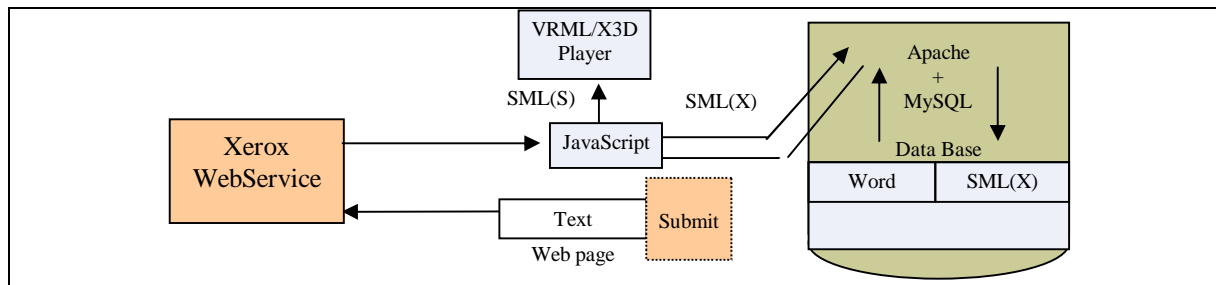 VRML/X3D
Player
SML(S)
SML(X)
Apache
+
MySQL
Xerox
WebService
JavaScript
Data Base
Word
SML(X)
Text
Submit
Web page